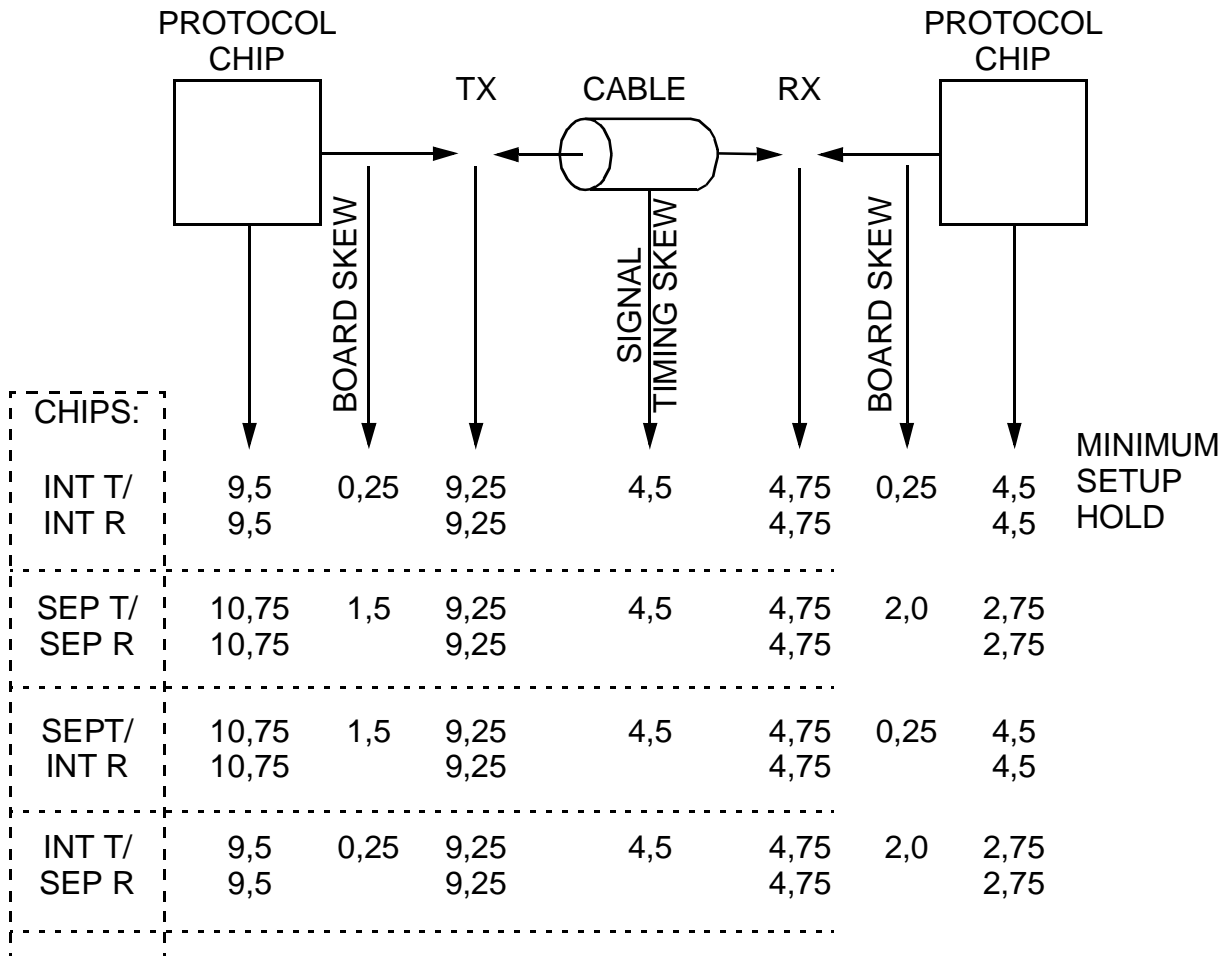 PROTOCOL
CHIP
TX
CABLE
RX
PROTOCOL
CHIP
BOARD SKEW
SIGNAL
TIMING SKEW
BOARD SKEW
CHIPS:
MINIMUM
SETUP
HOLD
INT T/ 9,5 0,25 9,25 4,5 4,75 0,25 4,5
INT R 9,5 9,25 4,75 4,5
SEP T/ 10,75 1,5 9,25 4,5 4,75 2,0 2,75
SEP R 10,75 9,25 4,75 2,75
SEPT/ 10,75 1,5 9,25 4,5 4,75 0,25 4,5
INT R 10,75 9,25 4,75 4,5
INT T/ 9,5 0,25 9,25 4,5 4,75 2,0 2,75
SEP R 9,5 9,25 4,75 2,75